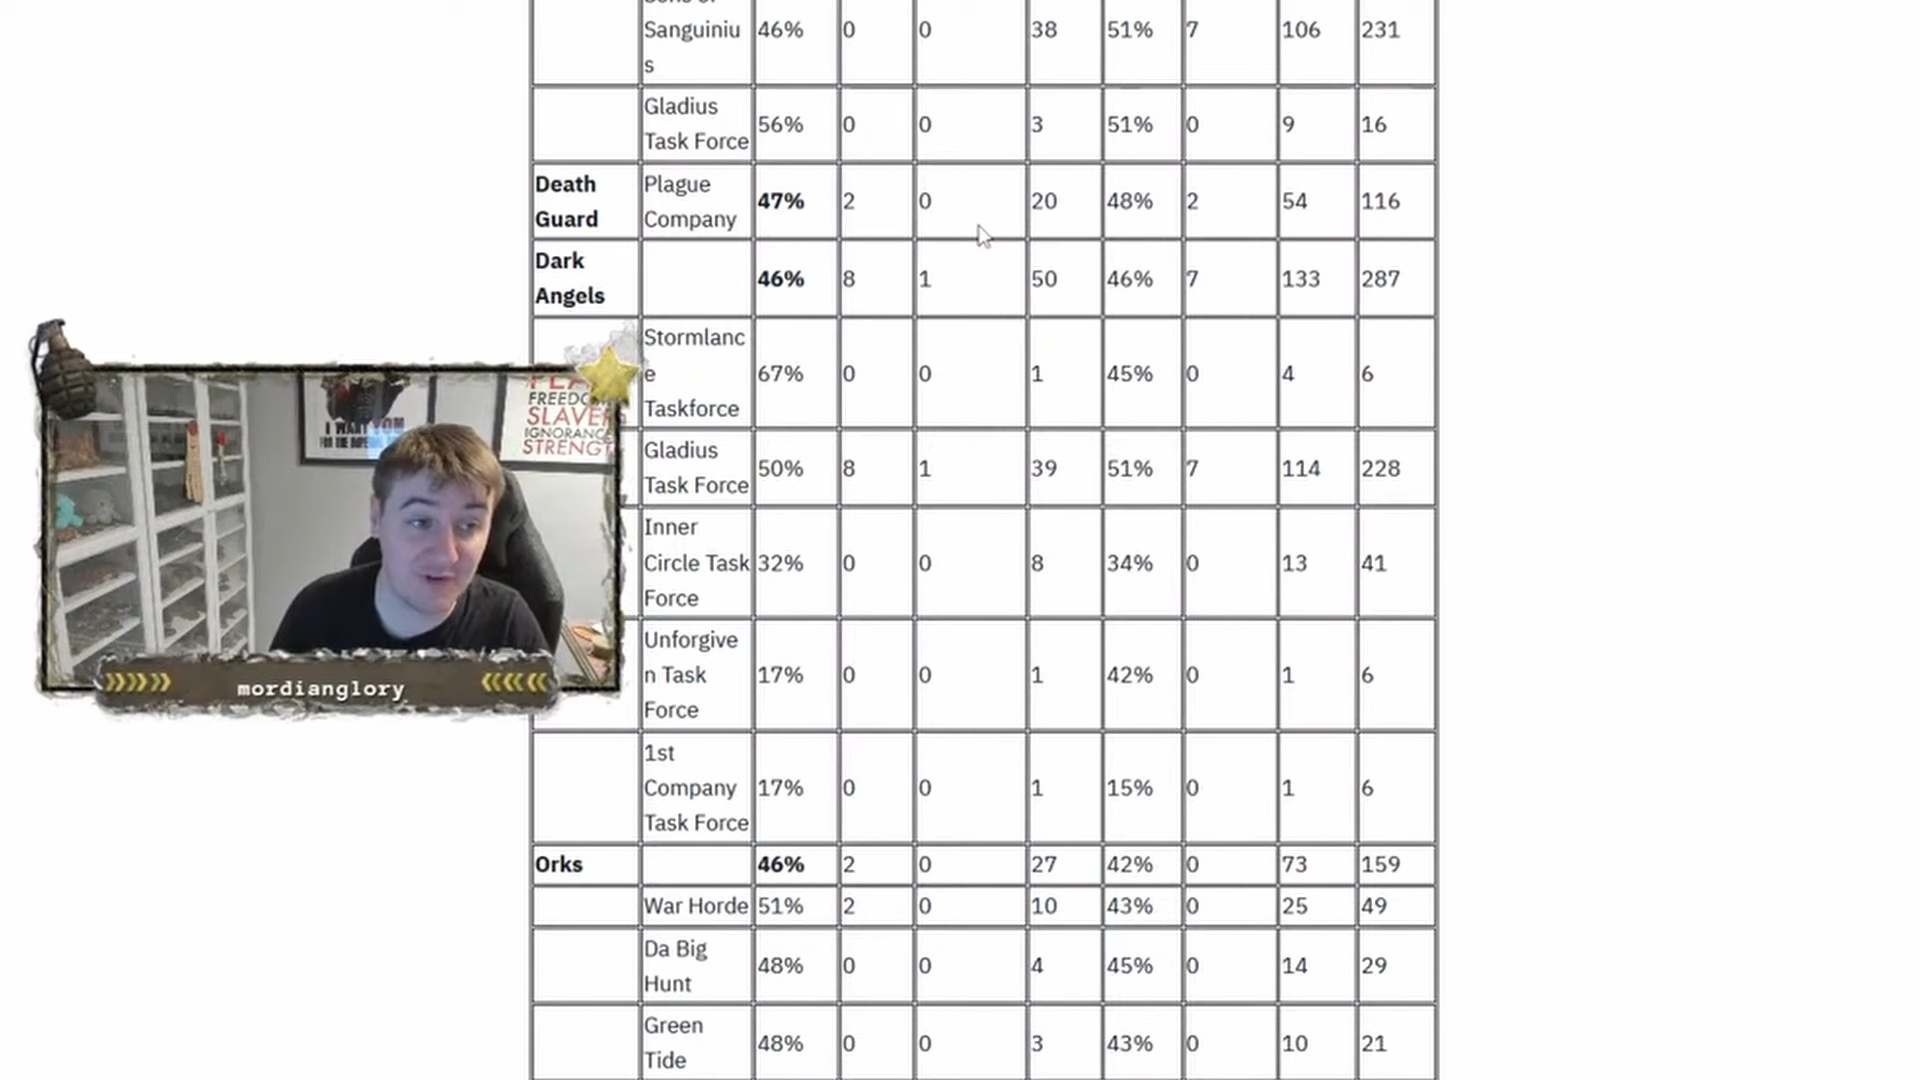 Sanguiniu
s
46% 0 0 38 51% 7 106 231
Gladius
Task Force
56% 0 0 3 51% 0 9 16
Death
Guard
Plague
Company
47% 2 0 20 48% 2 54 116
Dark
Angels
46% 8 1 50 46% 7 133 287
Stormlanc
e
Taskforce
67% 0 0 1 45% 0 4 6
Gladius
Task Force
50% 8 1 39 51% 7 114 228
Inner
Circle Task
Force
32% 0 0 8 34% 0 13 41
Unforgive
n Task
Force
17% 0 0 1 42% 0 1 6
1st
Company
Task Force
17% 0 0 1 15% 0 1 6
Orks 46% 2 0 27 42% 0 73 159
War Horde 51% 2 0 10 43% 0 25 49
Da Big
Hunt
48% 0 0 4 45% 0 14 29
Green
Tide
48% 0 0 3 43% 0 10 21
I WANT YOU
FREEDO
SLAVER
IGNORANC
STRENGT
mordianglory